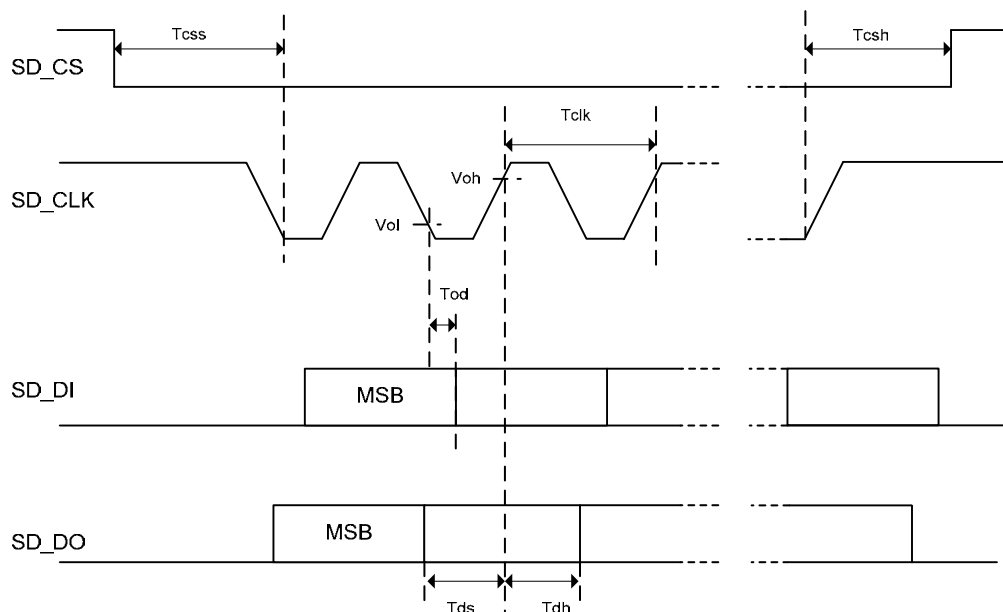 Tcss
Tcsh
SD_CS
Tclk
Voh
SD_CLK
Vol
Tod
SD_DI
MSB
SD_DO
MSB
Tds
Tdh